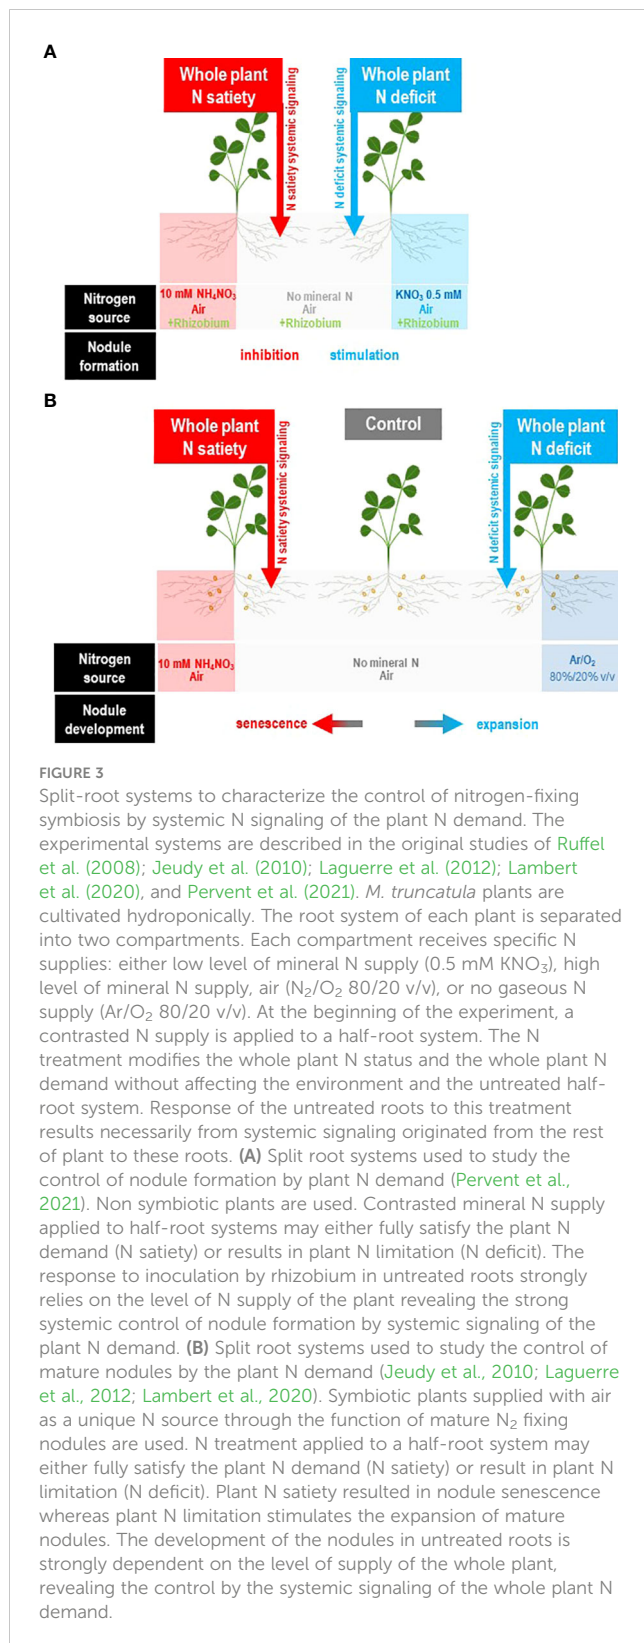 A
Whole plant
N satiety
Whole plant
N deficit
N satiety systemic signaling
N deficit systemic signaling
Nitrogen
source
10 mM NH₄NO₃
Air
+Rhizobium
No mineral N
Air
+Rhizobium
KNO₃ 0.5 mM
Air
+Rhizobium
Nodule
formation
inhibition
stimulation
B
Whole plant
N satiety
Control
Whole plant
N deficit
N satiety systemic signaling
N deficit systemic signaling
Nitrogen
source
10 mM NH₄NO₃
Air
No mineral N
Air
Ar/O₂
80%/20% v/v
Nodule
development
senescence
expansion
FIGURE 3
Split-root systems to characterize the control of nitrogen-fixing
symbiosis by systemic N signaling of the plant N demand. The
experimental systems are described in the original studies of Ruffel
et al. (2008); Jeudy et al. (2010); Laguerre et al. (2012); Lambert
et al. (2020), and Pervent et al. (2021). M. truncatula plants are
cultivated hydroponically. The root system of each plant is separated
into two compartments. Each compartment receives specific N
supplies: either low level of mineral N supply (0.5 mM KNO₃), high
level of mineral N supply, air (N₂/O₂ 80/20 v/v), or no gaseous N
supply (Ar/O₂ 80/20 v/v). At the beginning of the experiment, a
contrasted N supply is applied to a half-root system. The N
treatment modifies the whole plant N status and the whole plant N
demand without affecting the environment and the untreated half-
root system. Response of the untreated roots to this treatment
results necessarily from systemic signaling originated from the rest
of plant to these roots. (A) Split root systems used to study the
control of nodule formation by plant N demand (Pervent et al.,
2021). Non symbiotic plants are used. Contrasted mineral N supply
applied to half-root systems may either fully satisfy the plant N
demand (N satiety) or results in plant N limitation (N deficit). The
response to inoculation by rhizobium in untreated roots strongly
relies on the level of N supply of the plant revealing the strong
systemic control of nodule formation by systemic signaling of the
plant N demand. (B) Split root systems used to study the control of
mature nodules by the plant N demand (Jeudy et al., 2010; Laguerre
et al., 2012; Lambert et al., 2020). Symbiotic plants supplied with air
as a unique N source through the function of mature N₂ fixing
nodules are used. N treatment applied to a half-root system may
either fully satisfy the plant N demand (N satiety) or result in plant N
limitation (N deficit). Plant N satiety resulted in nodule senescence
whereas plant N limitation stimulates the expansion of mature
nodules. The development of the nodules in untreated roots is
strongly dependent on the level of supply of the whole plant,
revealing the control by the systemic signaling of the whole plant N
demand.